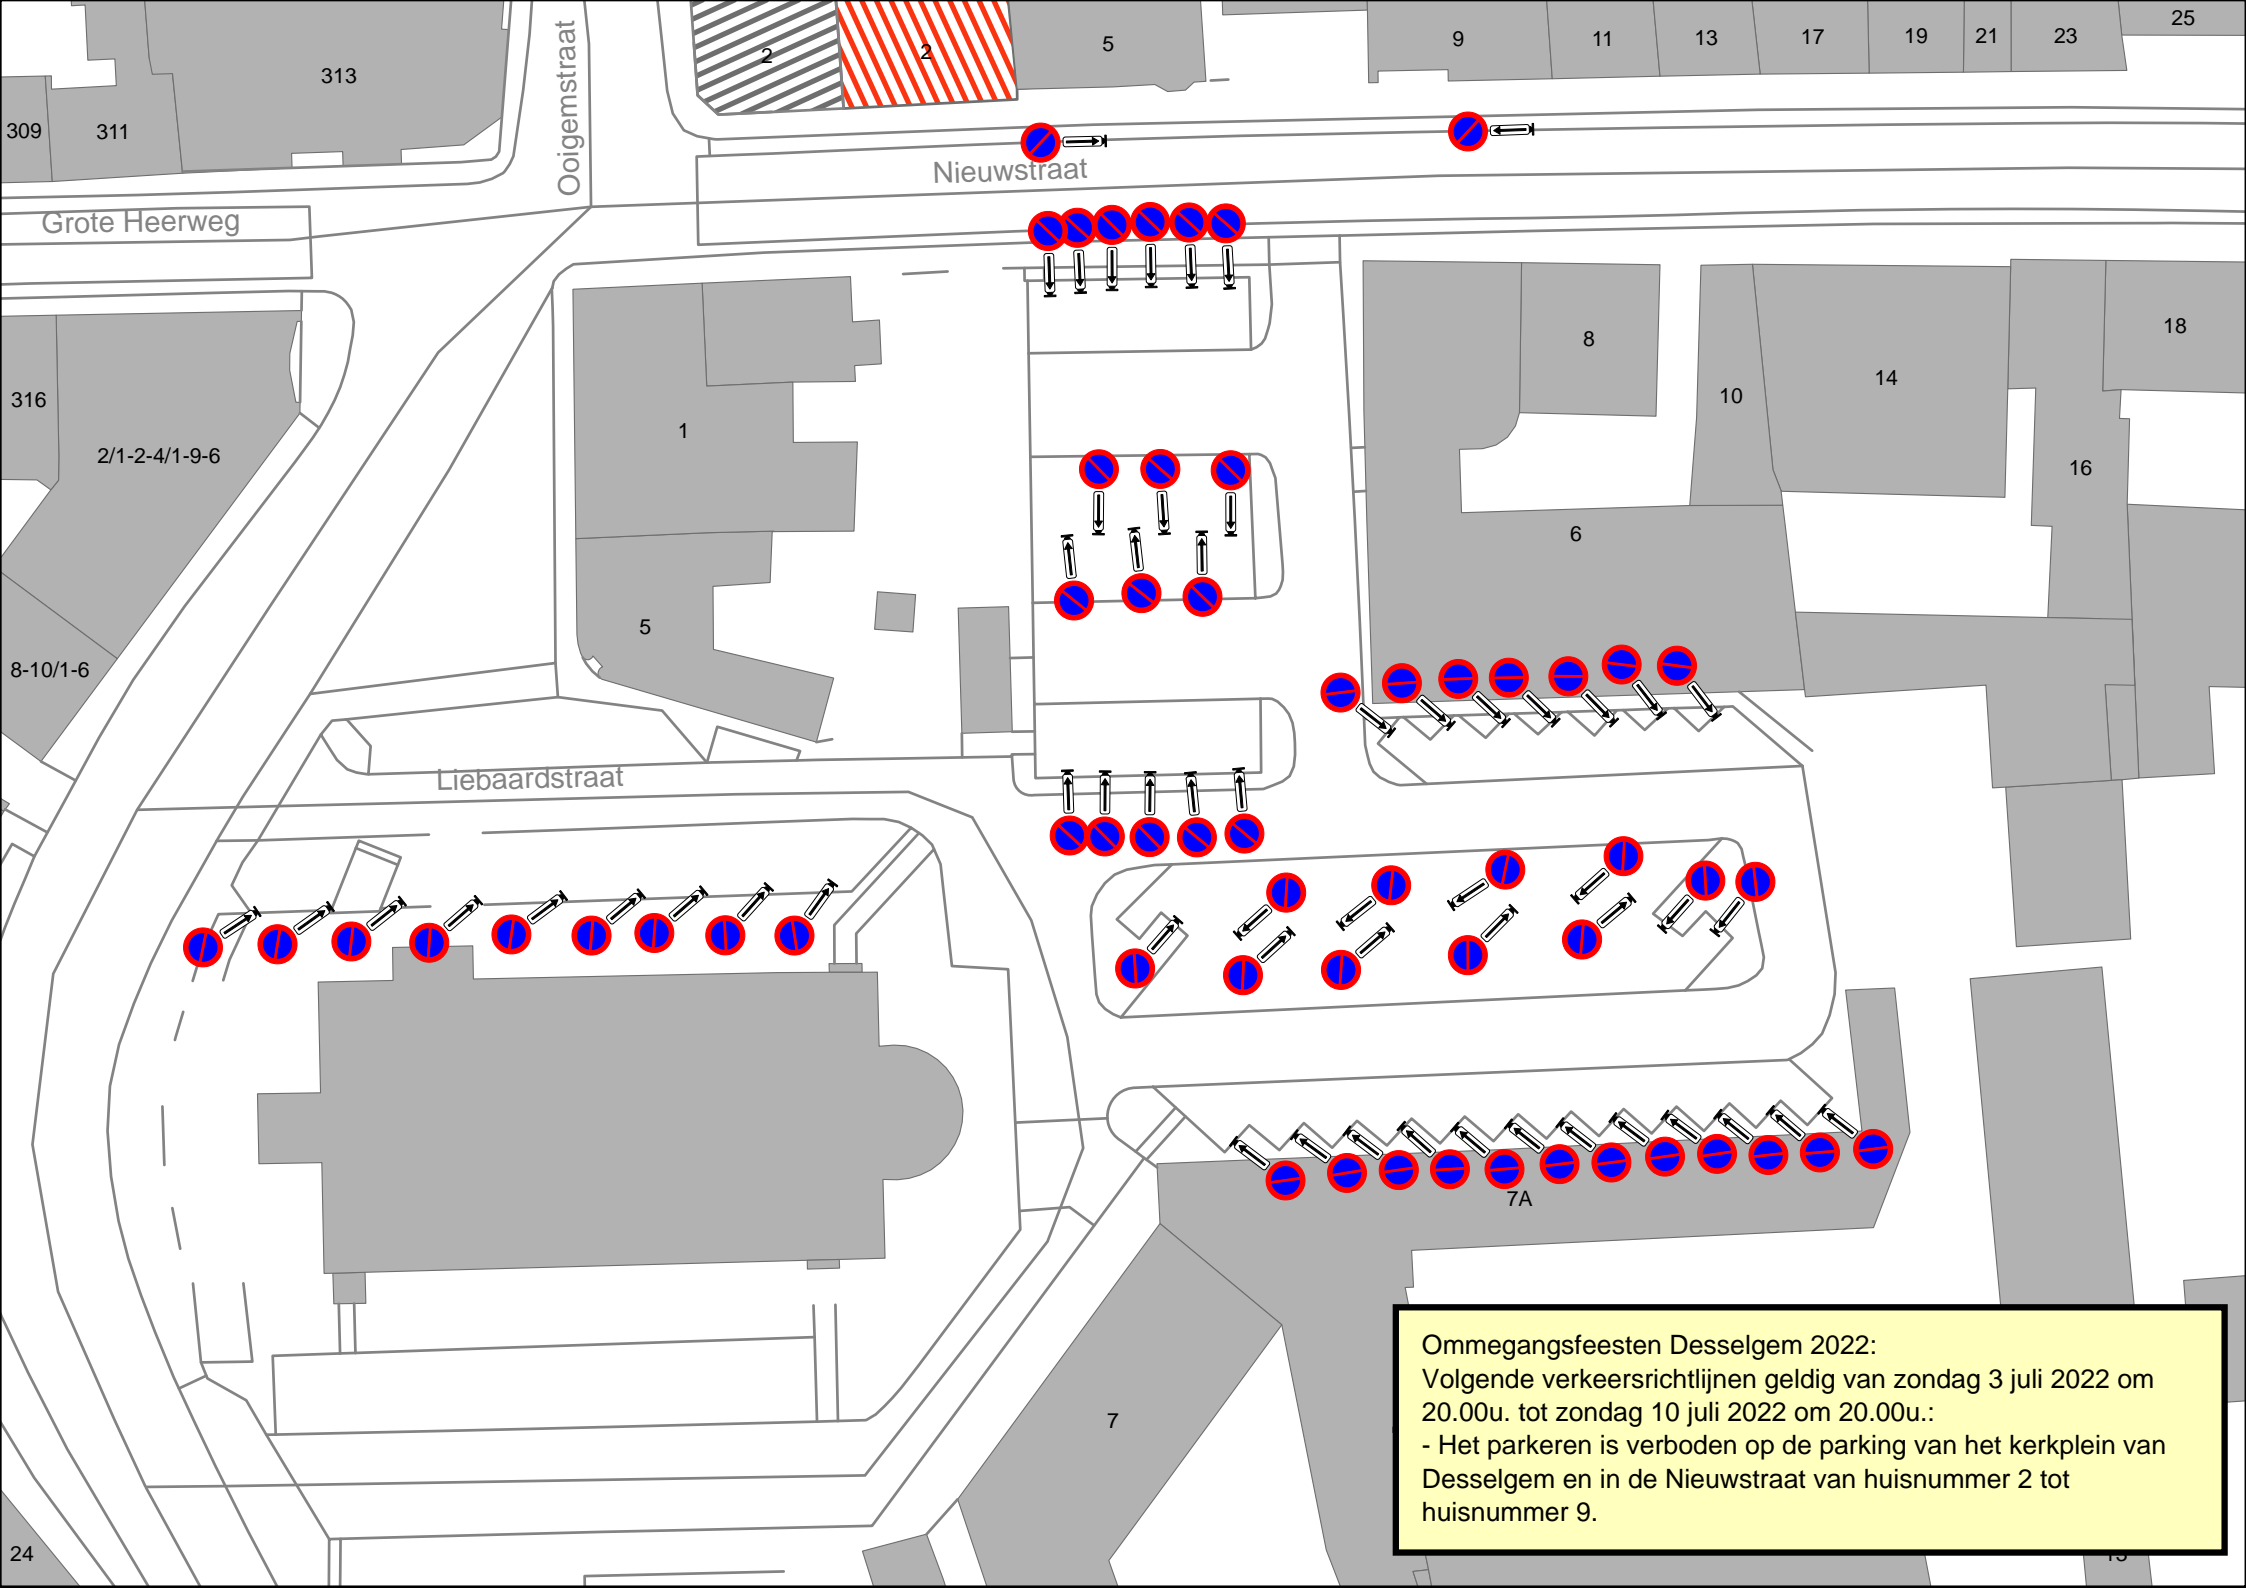 25
5
9
11
13
17
19
21
23
2
2
313
Ooigemstraat
309
311
Nieuwstraat
Grote Heerweg
18
8
14
316
10
1
2/1-2-4/1-9-6
16
6
5
8-10/1-6
Liebaardstraat
7A
7
24
Ommegangsfeesten Desselgem 2022:
Volgende verkeersrichtlijnen geldig van zondag 3 juli 2022 om
20.00u. tot zondag 10 juli 2022 om 20.00u.:
- Het parkeren is verboden op de parking van het kerkplein van
Desselgem en in de Nieuwstraat van huisnummer 2 tot
huisnummer 9.